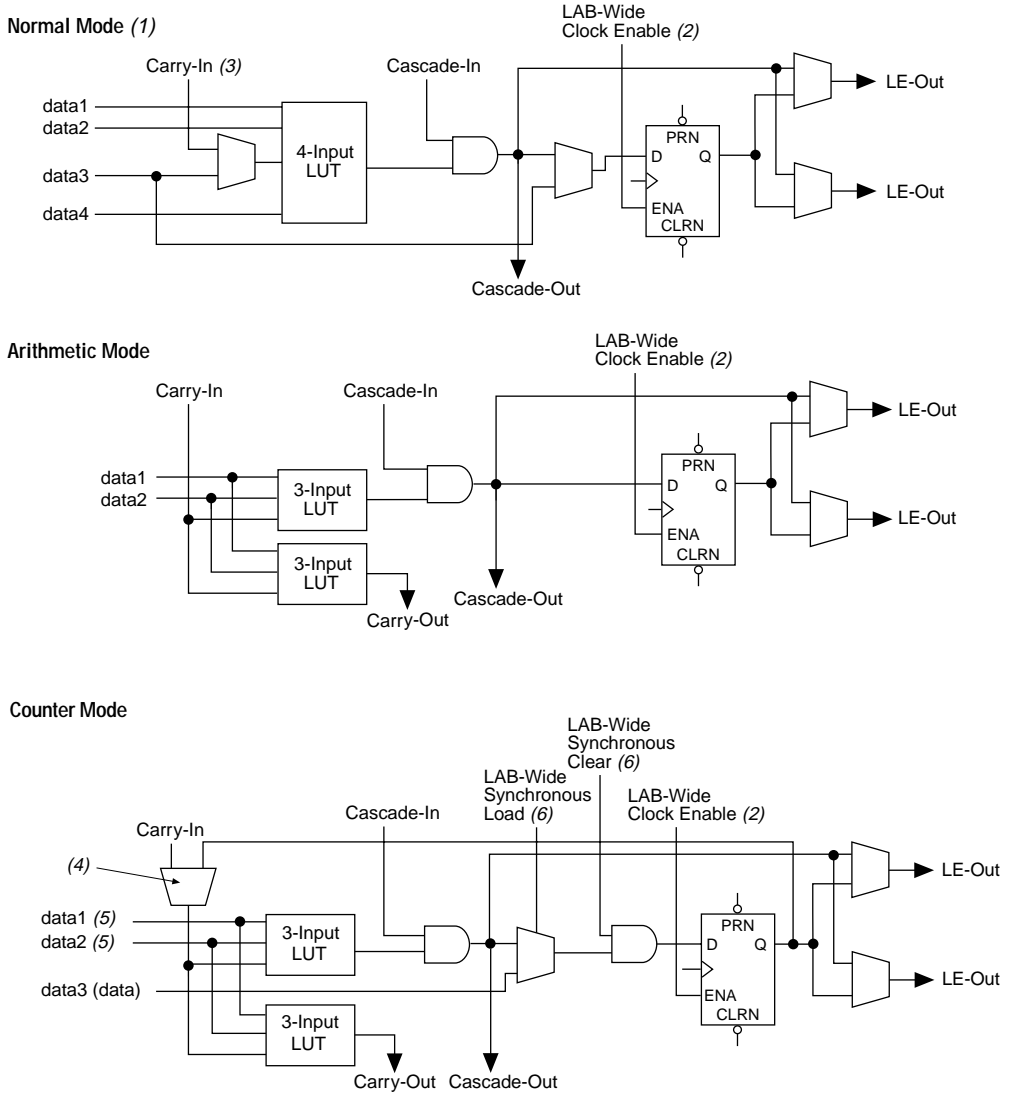 Normal Mode (1)
LAB-Wide
Clock Enable (2)
Carry-In (3)
Cascade-In
LE-Out
data1
data2
4-Input
LUT
PRN
D
Q
data3
LE-Out
data4
ENA
CLRN
Cascade-Out
Arithmetic Mode
LAB-Wide
Clock Enable (2)
Carry-In
Cascade-In
LE-Out
data1
data2
3-Input
LUT
PRN
D
Q
LE-Out
ENA
CLRN
3-Input
LUT
Cascade-Out
Carry-Out
Counter Mode
LAB-Wide
Synchronous
Clear (6)
LAB-Wide
Synchronous
Load (6)
LAB-Wide
Clock Enable (2)
Cascade-In
Carry-In
(4)
LE-Out
data1 (5)
data2 (5)
3-Input
LUT
PRN
D
Q
data3 (data)
LE-Out
ENA
CLRN
3-Input
LUT
Carry-Out
Cascade-Out